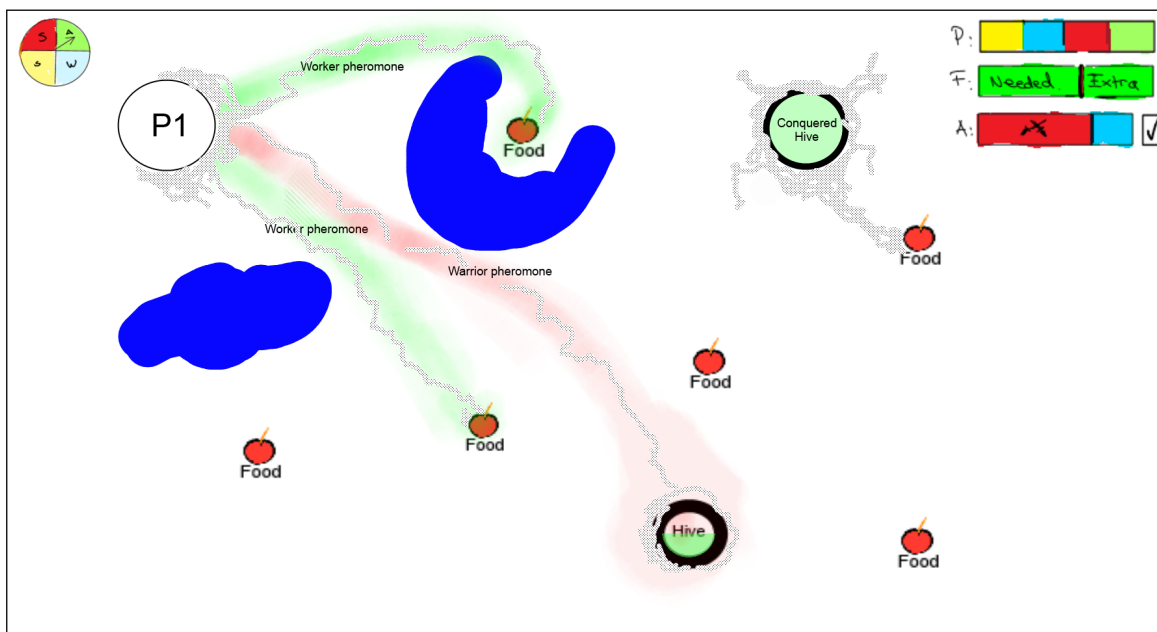 S A
S W
P1
Worker pheromone
Food
Conquered
Hive
P:
F: Needed Extra
A:
Food
Worker pheromone
Warrior pheromone
Food
Food
Food
Hive
Food